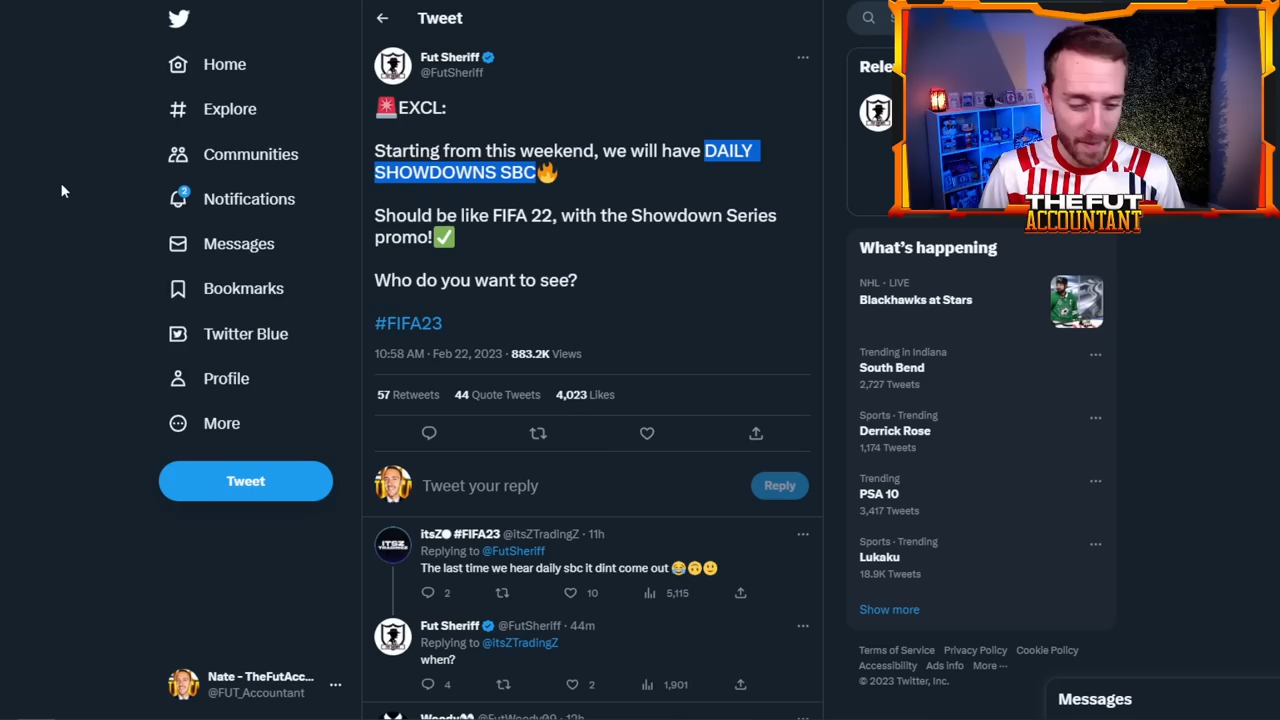 Home
Explore
Communities
2
Notifications
Messages
Bookmarks
Twitter Blue
Profile
More
Tweet
Nate - TheFutAcc...
@FUT_Accountant
Tweet
Fut Sheriff
@FutSheriff
🚨EXCL:
Starting from this weekend, we will have DAILY
SHOWDOWNS SBC🔥
Should be like FIFA 22, with the Showdown Series
promo!✅
Who do you want to see?
#FIFA23
10:58 AM · Feb 22, 2023 · 883.2K Views
57 Retweets 44 Quote Tweets 4,023 Likes
Tweet your reply
Reply
ITSZ
TRADINGZ
itsZ #FIFA23 @itsZTradingZ · 11h
Replying to @FutSheriff
The last time we hear daily sbc it dint come out 😂🙃🙂
2 10 5,115
Fut Sheriff @FutSheriff · 44m
Replying to @itsZTradingZ
when?
4 2 1,901
Woody @FutWoody09 · 12h
Rele
THE FUT
ACCOUNTANT
What's happening
NHL · LIVE
Blackhawks at Stars
Trending in Indiana
South Bend
2,727 Tweets
Sports · Trending
Derrick Rose
1,174 Tweets
Trending
PSA 10
3,417 Tweets
Sports · Trending
Lukaku
18.9K Tweets
Show more
Terms of Service Privacy Policy Cookie Policy
Accessibility Ads info More ···
© 2023 Twitter, Inc.
Messages